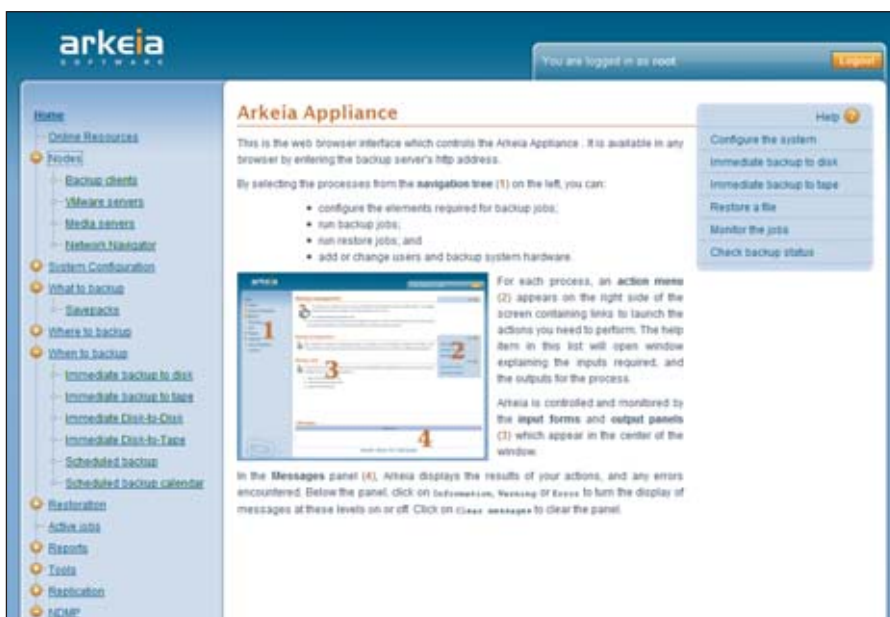 arkeia
SOFTWARE
You are logged in as root.
Logout
Home
Online Resources
Nodes
Backup clients
VMware servers
Media servers
Network Navigator
System Configuration
What to backup
Savepacks
Where to backup
When to backup
Immediate backup to disk
Immediate backup to tape
Immediate Disk-to-Disk
Immediate Disk-to-Tape
Scheduled backup
Scheduled backup calendar
Restoration
Active jobs
Reports
Tools
Replication
NDMP
Arkeia Appliance
This is the web browser interface which controls the Arkeia Appliance . It is available in any
browser by entering the backup server's http address.
By selecting the processes from the navigation tree (1) on the left, you can:
• configure the elements required for backup jobs;
• run backup jobs;
• run restore jobs; and
• add or change users and backup system hardware.
arkeia
1
2
3
4
For each process, an action menu
(2) appears on the right side of the
screen containing links to launch the
actions you need to perform. The help
item in this list will open window
explaining the inputs required, and
the outputs for the process.
Arkeia is controlled and monitored by
the input forms and output panels
(3) which appear in the center of the
window.
In the Messages panel (4), Arkeia displays the results of your actions, and any errors
encountered. Below the panel, click on Information, Warning or Error to turn the display of
messages at these levels on or off. Click on Clear messages to clear the panel.
Help ?
Configure the system
Immediate backup to disk
Immediate backup to tape
Restore a file
Monitor the jobs
Check backup status